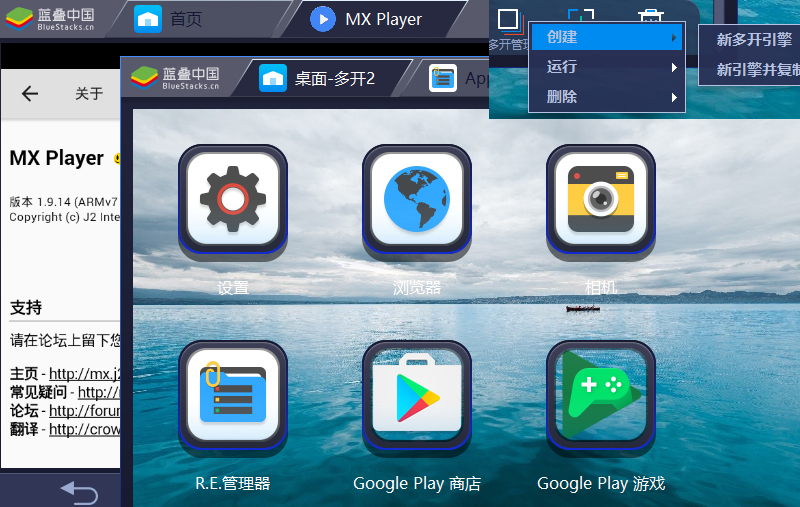 蓝叠中国
BlueStacks.cn
首页
MX Player
多开管
创建
运行
删除
新多开引擎
新引擎并复制
关于
MX Player
版本 1.9.14 (ARMv7
Copyright (c) J2 Inte
支持
请在论坛上留下您
主页 - http://mx.j2
常见疑问 - http://
论坛 - http://forum
翻译 - http://crow
蓝叠中国
BlueStacks.cn
桌面-多开2
App
设置
浏览器
相机
R.E.管理器
Google Play 商店
Google Play 游戏